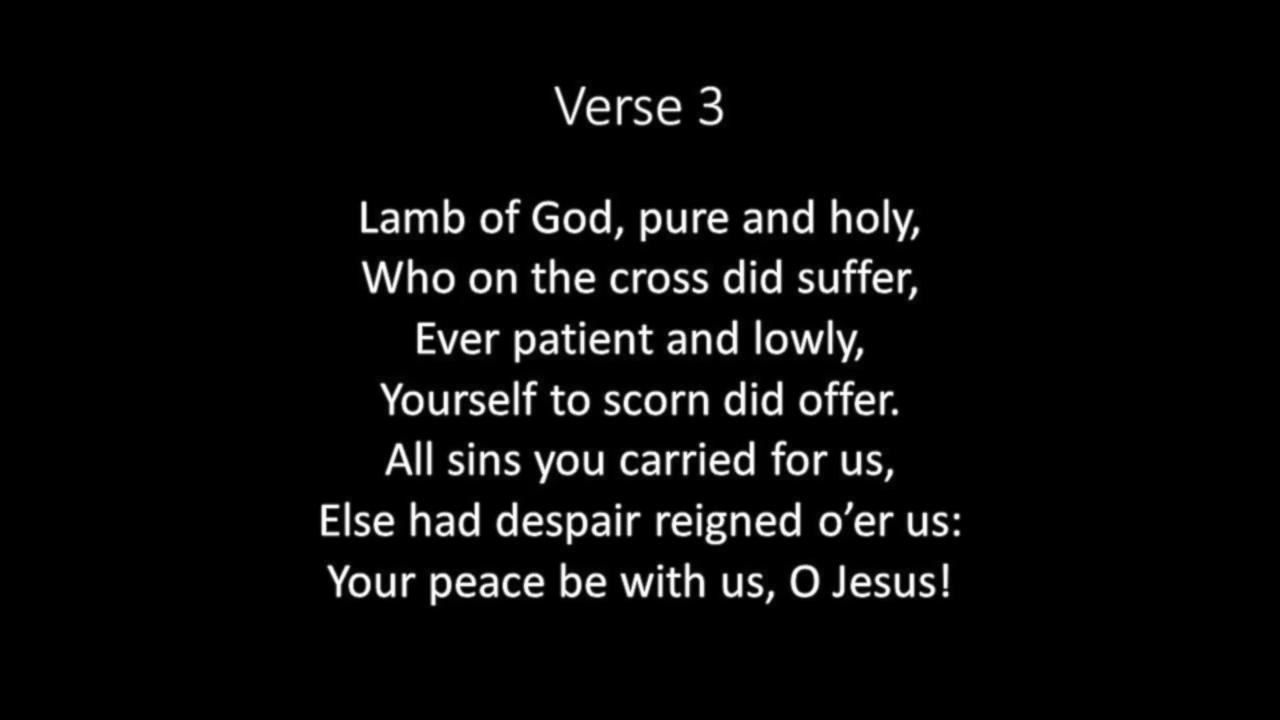 Verse 3
Lamb of God, pure and holy,
Who on the cross did suffer,
Ever patient and lowly,
Yourself to scorn did offer.
All sins you carried for us,
Else had despair reigned o’er us:
Your peace be with us, O Jesus!